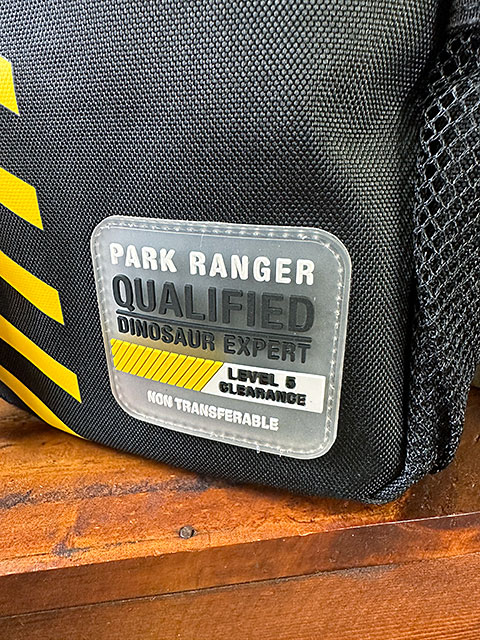 PARK RANGER
QUALIFIED
DINOSAUR EXPERT
LEVEL 5
CLEARANCE
NON TRANSFERABLE